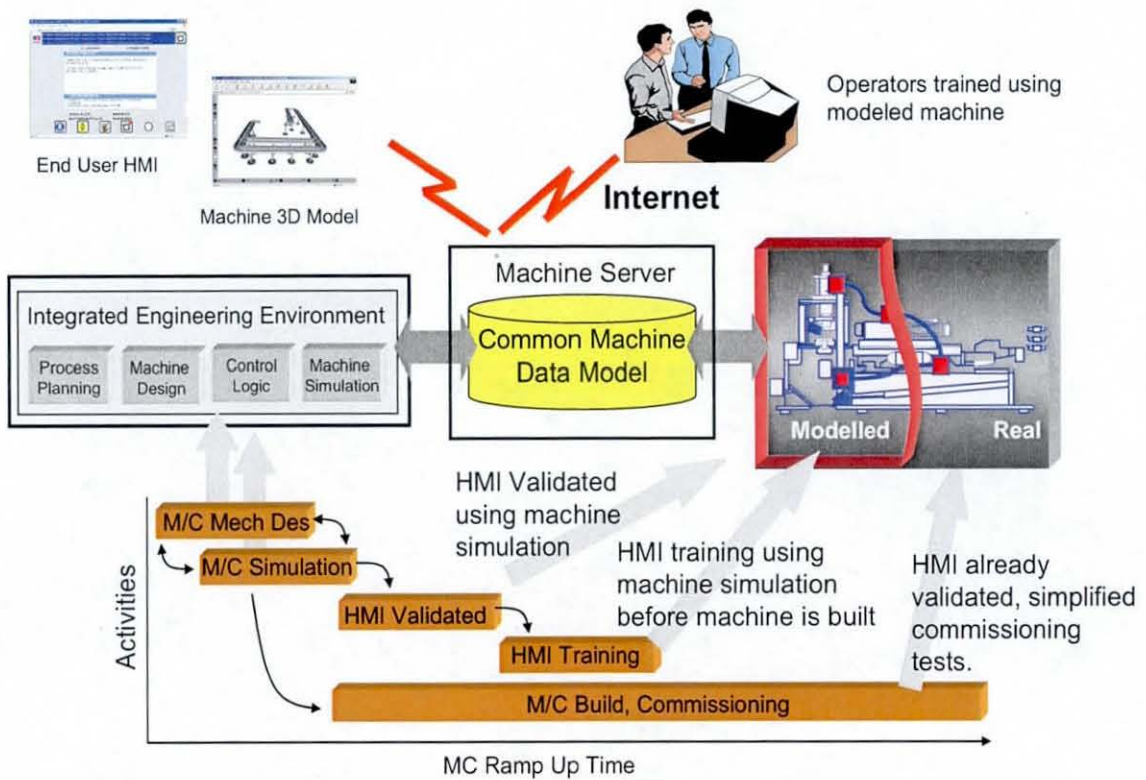 End User HMI
Machine 3D Model
Operators trained using
modeled machine
Internet
Integrated Engineering Environment
Process
Planning
Machine
Design
Control
Logic
Machine
Simulation
Machine Server
Common Machine
Data Model
Modelled
Real
HMI Validated
using machine
simulation
HMI training using
machine simulation
before machine is built
HMI already
validated, simplified
commissioning
tests.
Activities
M/C Mech Des
M/C Simulation
HMI Validated
HMI Training
M/C Build, Commissioning
MC Ramp Up Time